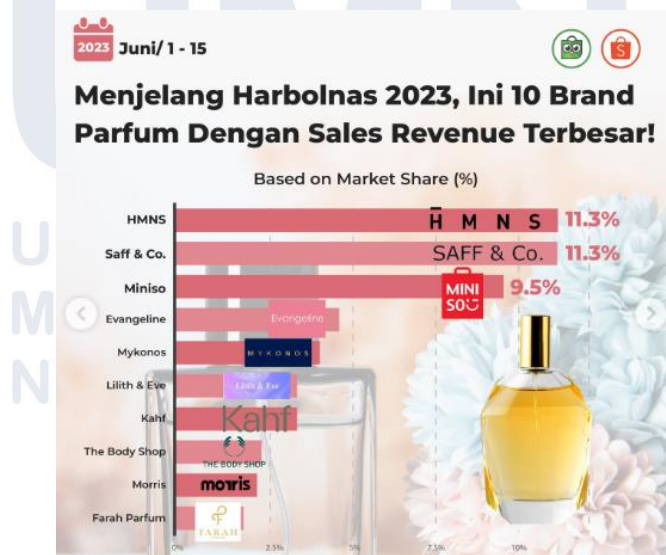 2023 Juni/ 1 - 15
Menjelang Harbolnas 2023, Ini 10 Brand
Parfum Dengan Sales Revenue Terbesar!
Based on Market Share (%)
HMNS H M N S 11.3%
Saff & Co. SAFF & Co. 11.3%
Miniso MINI SO 9.5%
Evangeline Evangeline
Mykonos MYKONOS
Lilith & Eve Lilith & Eve
Kahf Kahf
The Body Shop THE BODY SHOP
Morris morris
Farah Parfum FARAH
0% 2.5% 5% 7.5% 10%
U
M
N